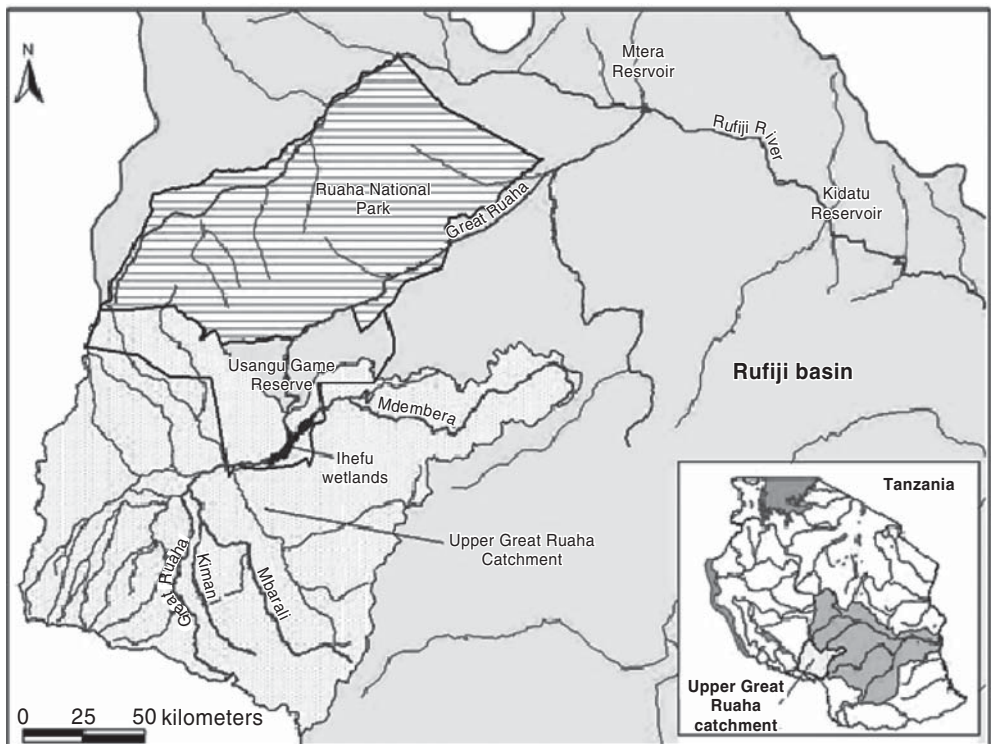 N
Mtera
Resrvoir
Rufiji River
Ruaha National
Park
Great Ruaha
Kidatu
Reservoir
Usangu Game
Reserve
Rufiji basin
Mdembera
Ihefu
wetlands
Tanzania
Upper Great Ruaha
Catchment
Great Ruaha
Kimani
Mbarali
Upper Great
Ruaha
catchment
0 25 50 kilometers